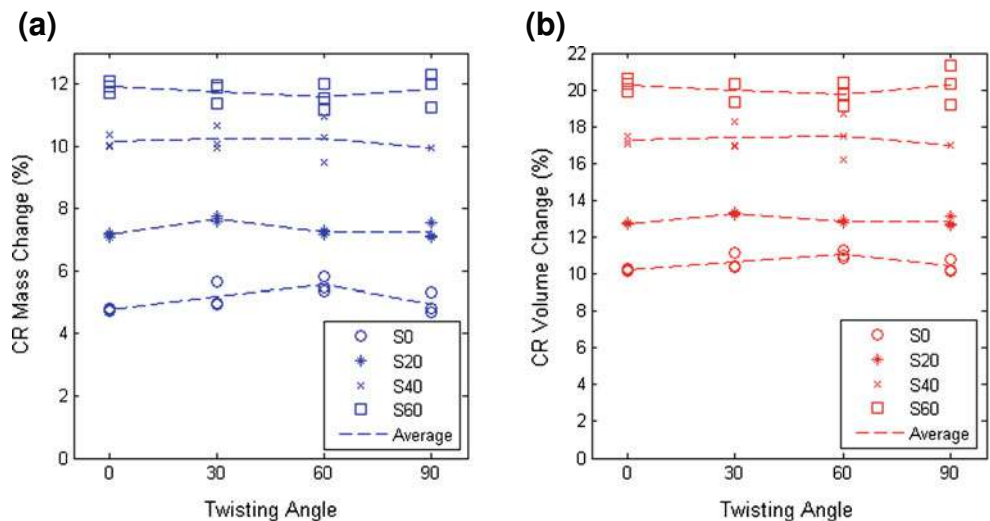 (a)
CR Mass Change (%)
12
10
8
6
4
2
0
0 30 60 90
Twisting Angle
S0
S20
S40
S60
Average
(b)
CR Volume Change (%)
22
20
18
16
14
12
10
8
6
4
2
0
0 30 60 90
Twisting Angle
S0
S20
S40
S60
Average